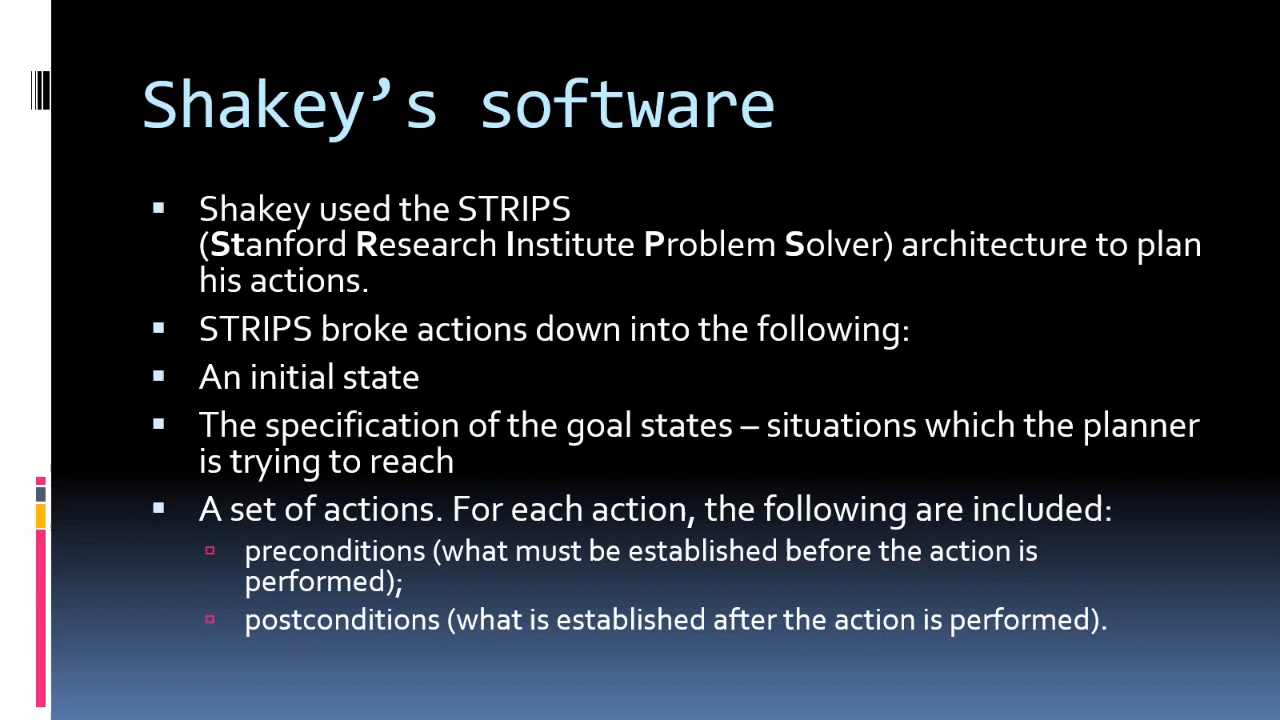 Shakey’s software
Shakey used the STRIPS
(Stanford Research Institute Problem Solver) architecture to plan
his actions.
STRIPS broke actions down into the following:
An initial state
The specification of the goal states – situations which the planner
is trying to reach
A set of actions. For each action, the following are included:
preconditions (what must be established before the action is
performed);
postconditions (what is established after the action is performed).